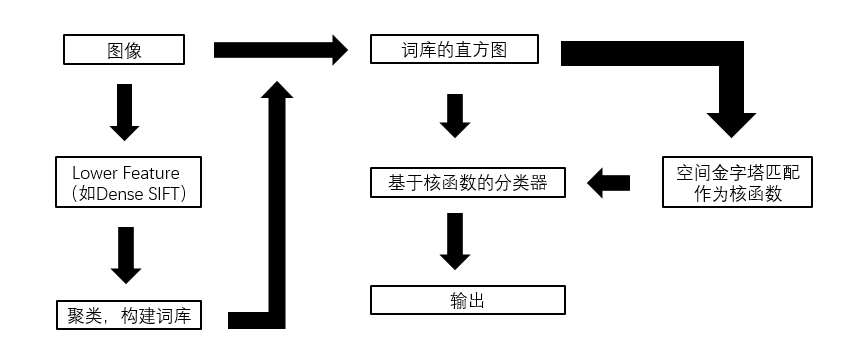 图像
词库的直方图
Lower Feature
（如Dense SIFT）
基于核函数的分类器
空间金字塔匹配
作为核函数
聚类，构建词库
输出